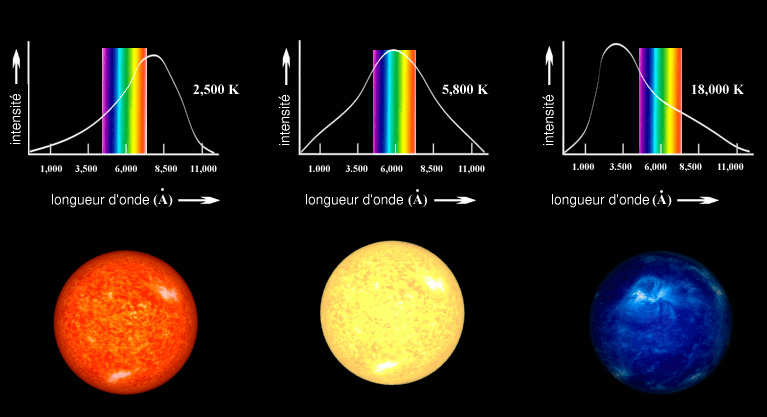 intensité
2,500 K
1,000 3,500 6,000 8,500 11,000
longueur d'onde (Å)
intensité
5,800 K
1.000 3,500 6,000 8,500 11,000
longueur d'onde (Å)
intensité
18,000 K
1.000 3.500 6,000 8,500 11,000
longueur d'onde (Å)